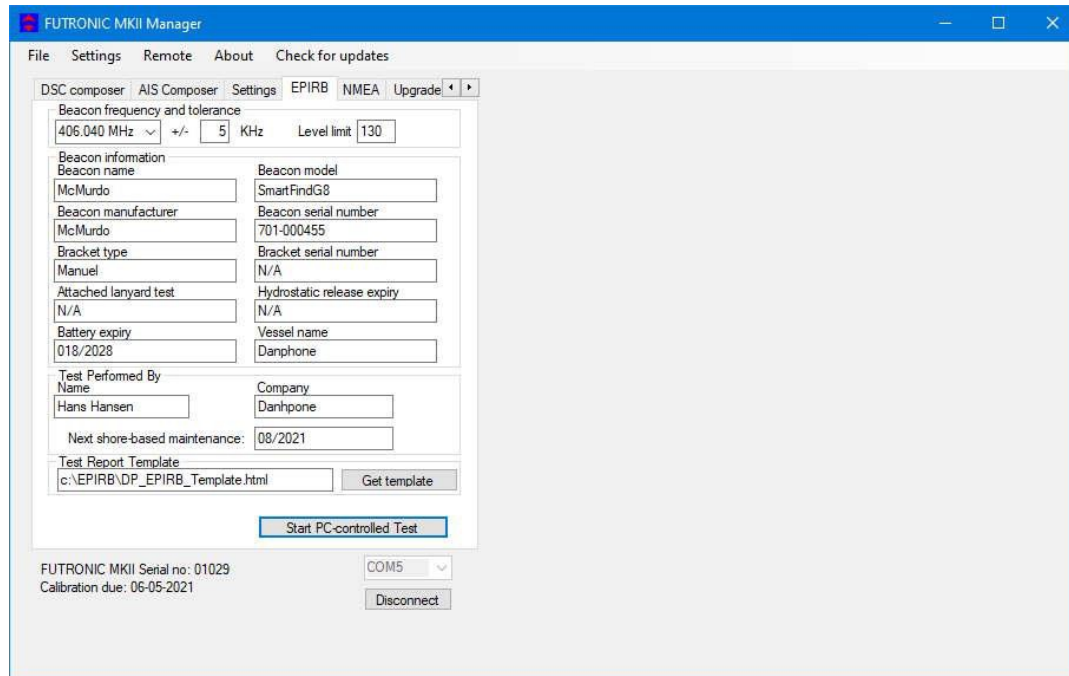 FUTRONIC MKII Manager
File Settings Remote About Check for updates
DSC composer AIS Composer Settings EPIRB NMEA Upgrade
Beacon frequency and tolerance
406.040 MHz +/- 5 KHz Level limit 130
Beacon information
Beacon name Beacon model
McMurdo SmartFindG8
Beacon manufacturer Beacon serial number
McMurdo 701-000455
Bracket type Bracket serial number
Manuel N/A
Attached lanyard test Hydrostatic release expiry
N/A N/A
Battery expiry Vessel name
018/2028 Danphone
Test Performed By
Name Company
Hans Hansen Danhpone
Next shore-based maintenance: 08/2021
Test Report Template
c:\EPIRB\DP_EPIRB_Template.html Get template
Start PC-controlled Test
FUTRONIC MKII Serial no: 01029 COM5
Calibration due: 06-05-2021
Disconnect